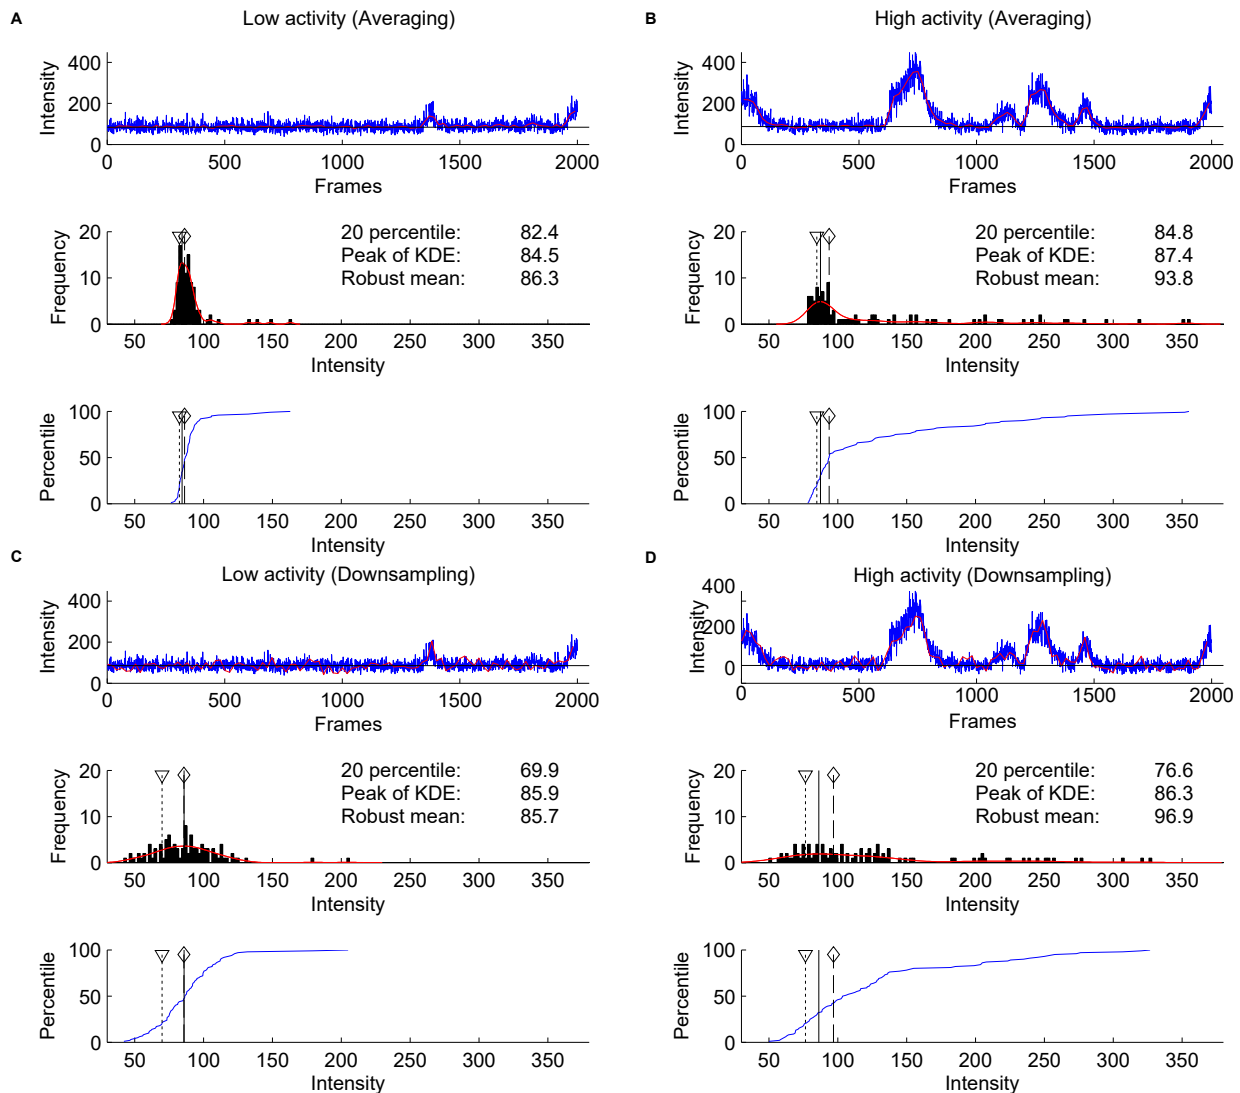 A
Low activity (Averaging)
Intensity
400
200
0
0 500 1000 1500 2000
Frames
Frequency
20
10
0
20 percentile: 82.4
Peak of KDE: 84.5
Robust mean: 86.3
50 100 150 200 250 300 350
Intensity
Percentile
100
50
0
50 100 150 200 250 300 350
Intensity
B
High activity (Averaging)
Intensity
400
200
0
0 500 1000 1500 2000
Frames
Frequency
20
10
0
20 percentile: 84.8
Peak of KDE: 87.4
Robust mean: 93.8
50 100 150 200 250 300 350
Intensity
Percentile
100
50
0
50 100 150 200 250 300 350
Intensity
C
Low activity (Downsampling)
Intensity
400
200
0
0 500 1000 1500 2000
Frames
Frequency
20
10
0
20 percentile: 69.9
Peak of KDE: 85.9
Robust mean: 85.7
50 100 150 200 250 300 350
Intensity
Percentile
100
50
0
50 100 150 200 250 300 350
Intensity
D
High activity (Downsampling)
Intensity
400
200
0
0 500 1000 1500 2000
Frames
Frequency
20
10
0
20 percentile: 76.6
Peak of KDE: 86.3
Robust mean: 96.9
50 100 150 200 250 300 350
Intensity
Percentile
100
50
0
50 100 150 200 250 300 350
Intensity